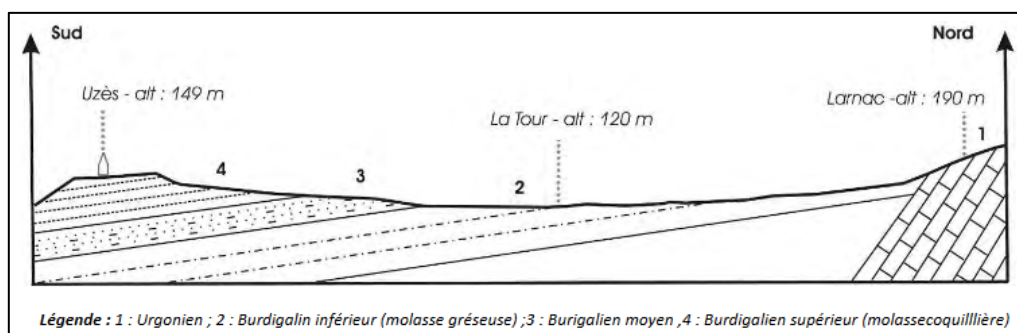 Sud
Nord
Uzès - alt : 149 m
La Tour - alt : 120 m
Larnac -alt : 190 m
1
4
3
2
Légende : 1 : Urgonien ; 2 : Burdigalin inférieur (molasse gréseuse) ;3 : Burigalien moyen ,4 : Burdigalien supérieur (molassecoquilllière)